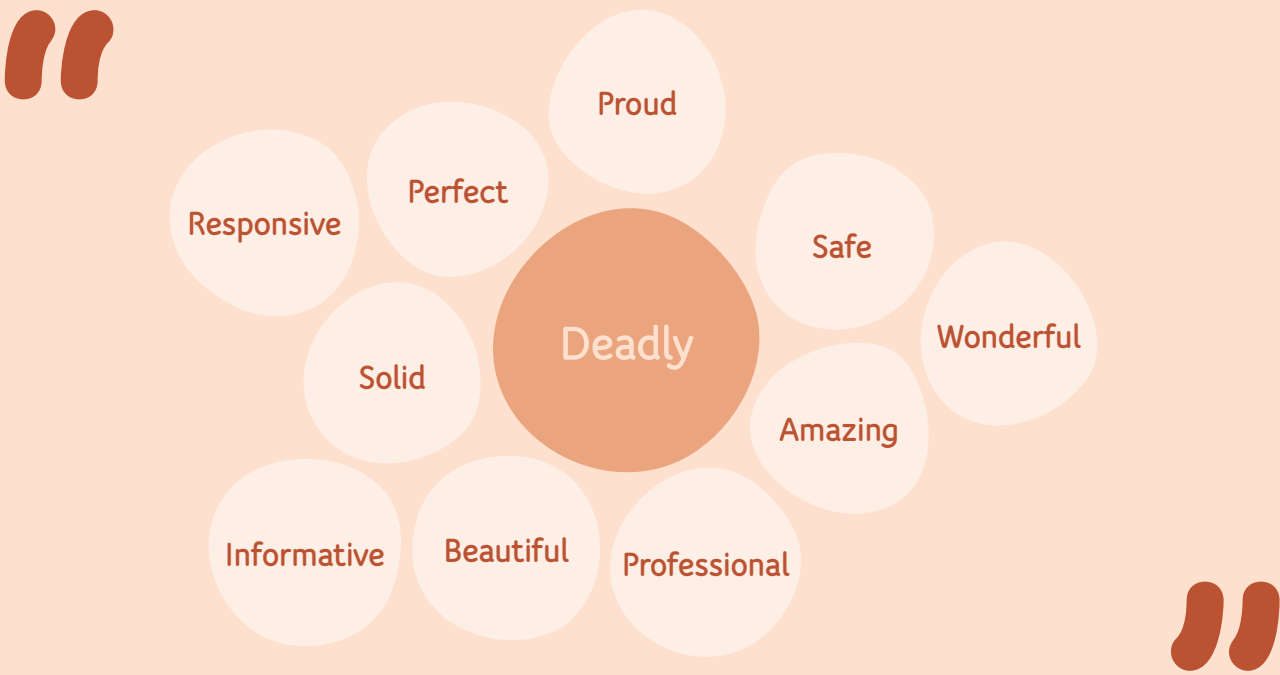 Proud
Perfect
Responsive
Safe
Wonderful
Deadly
Solid
Amazing
Informative
Beautiful
Professional